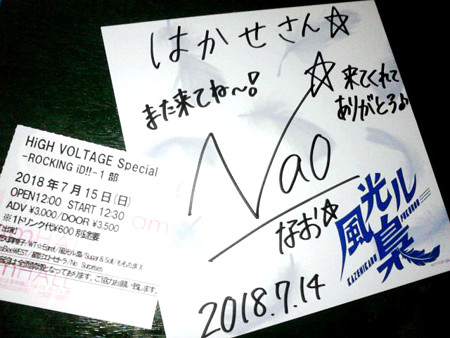 はかせさん☆
また来てね〜!
来てくれて
ありがとう♪
Nao☆
なお☆
2018.7.14
風光ル梟
KAZEHIKARU
FUKUROU
HiGH VOLTAGE Special
-ROCKING iD!!-1部
2018年7月15日(日)
OPEN12:00 START 12:30
ADV ¥3,000/DOOR ¥3,500
※1ドリンク代¥600 別途要